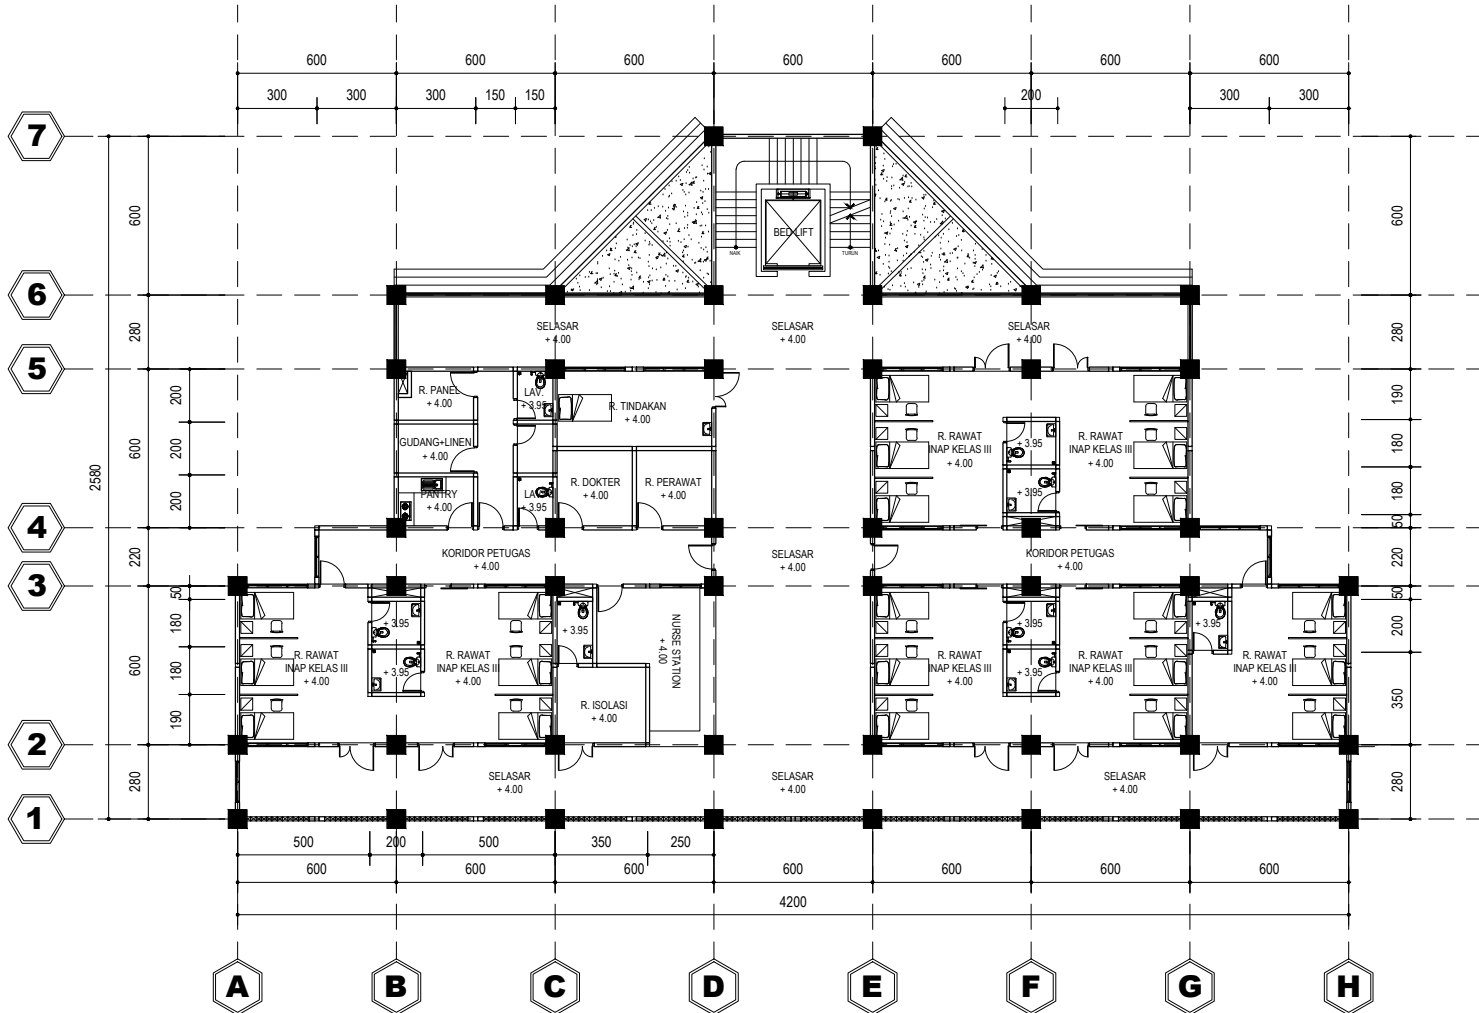 600 600 600 600 600 600 600
300 300 300 150 150 200 300 300
7
600 600
BED LIFT
NAIK TURUN
6
280 280
SELASAR SELASAR SELASAR
+ 4.00 + 4.00 + 4.00
5
200 190
R. PANEL LAV.
+ 4.00 + 3.95
R. TINDAKAN
+ 4.00
2580 600 200 180
GUDANG+LINEN
+ 4.00
R. RAWAT + 3.95 R. RAWAT
INAP KELAS III INAP KELAS III
+ 4.00 + 4.00
200 180
R. DOKTER R. PERAWAT
PANTRY LAV. + 4.00 + 4.00 + 3.95
+ 4.00 + 3.95
4
50
220 220
KORIDOR PETUGAS SELASAR KORIDOR PETUGAS
+ 4.00 + 4.00 + 4.00
3
50 50
180 200
+ 3.95 + 3.95 + 3.95 + 3.95
NURSE STATION
+ 4.00
600 180
R. RAWAT R. RAWAT R. RAWAT R. RAWAT R. RAWAT
INAP KELAS III INAP KELAS III INAP KELAS III INAP KELAS III INAP KELAS III
+ 4.00 + 4.00 + 4.00 + 4.00 + 4.00
+ 3.95 + 3.95
190 350
R. ISOLASI
+ 4.00
2
280 280
SELASAR SELASAR SELASAR
+ 4.00 + 4.00 + 4.00
1
500 200 500 350 250
600 600 600 600 600 600 600
4200
A B C D E F G H